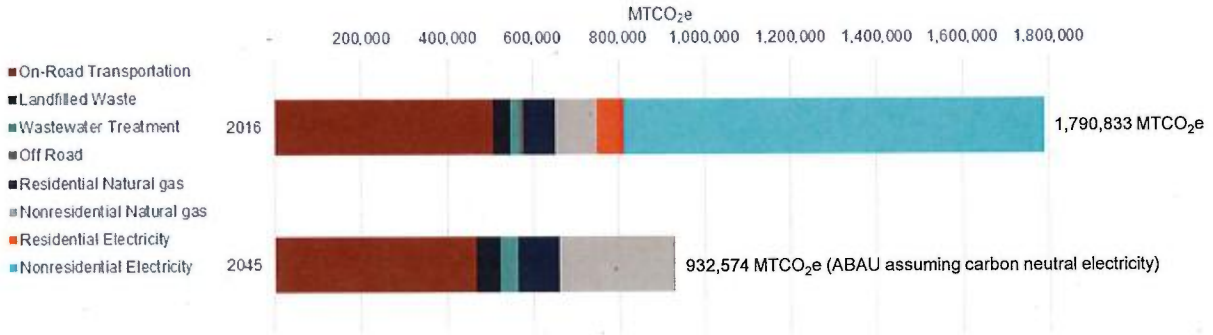 MTCO₂e
- 200,000 400,000 600,000 800,000 1,000,000 1,200,000 1,400,000 1,600,000 1,800,000
On-Road Transportation
Landfilled Waste
Wastewater Treatment
Off Road
Residential Natural gas
Nonresidential Natural gas
Residential Electricity
Nonresidential Electricity
2016
1,790,833 MTCO₂e
2045
932,574 MTCO₂e (ABAU assuming carbon neutral electricity)